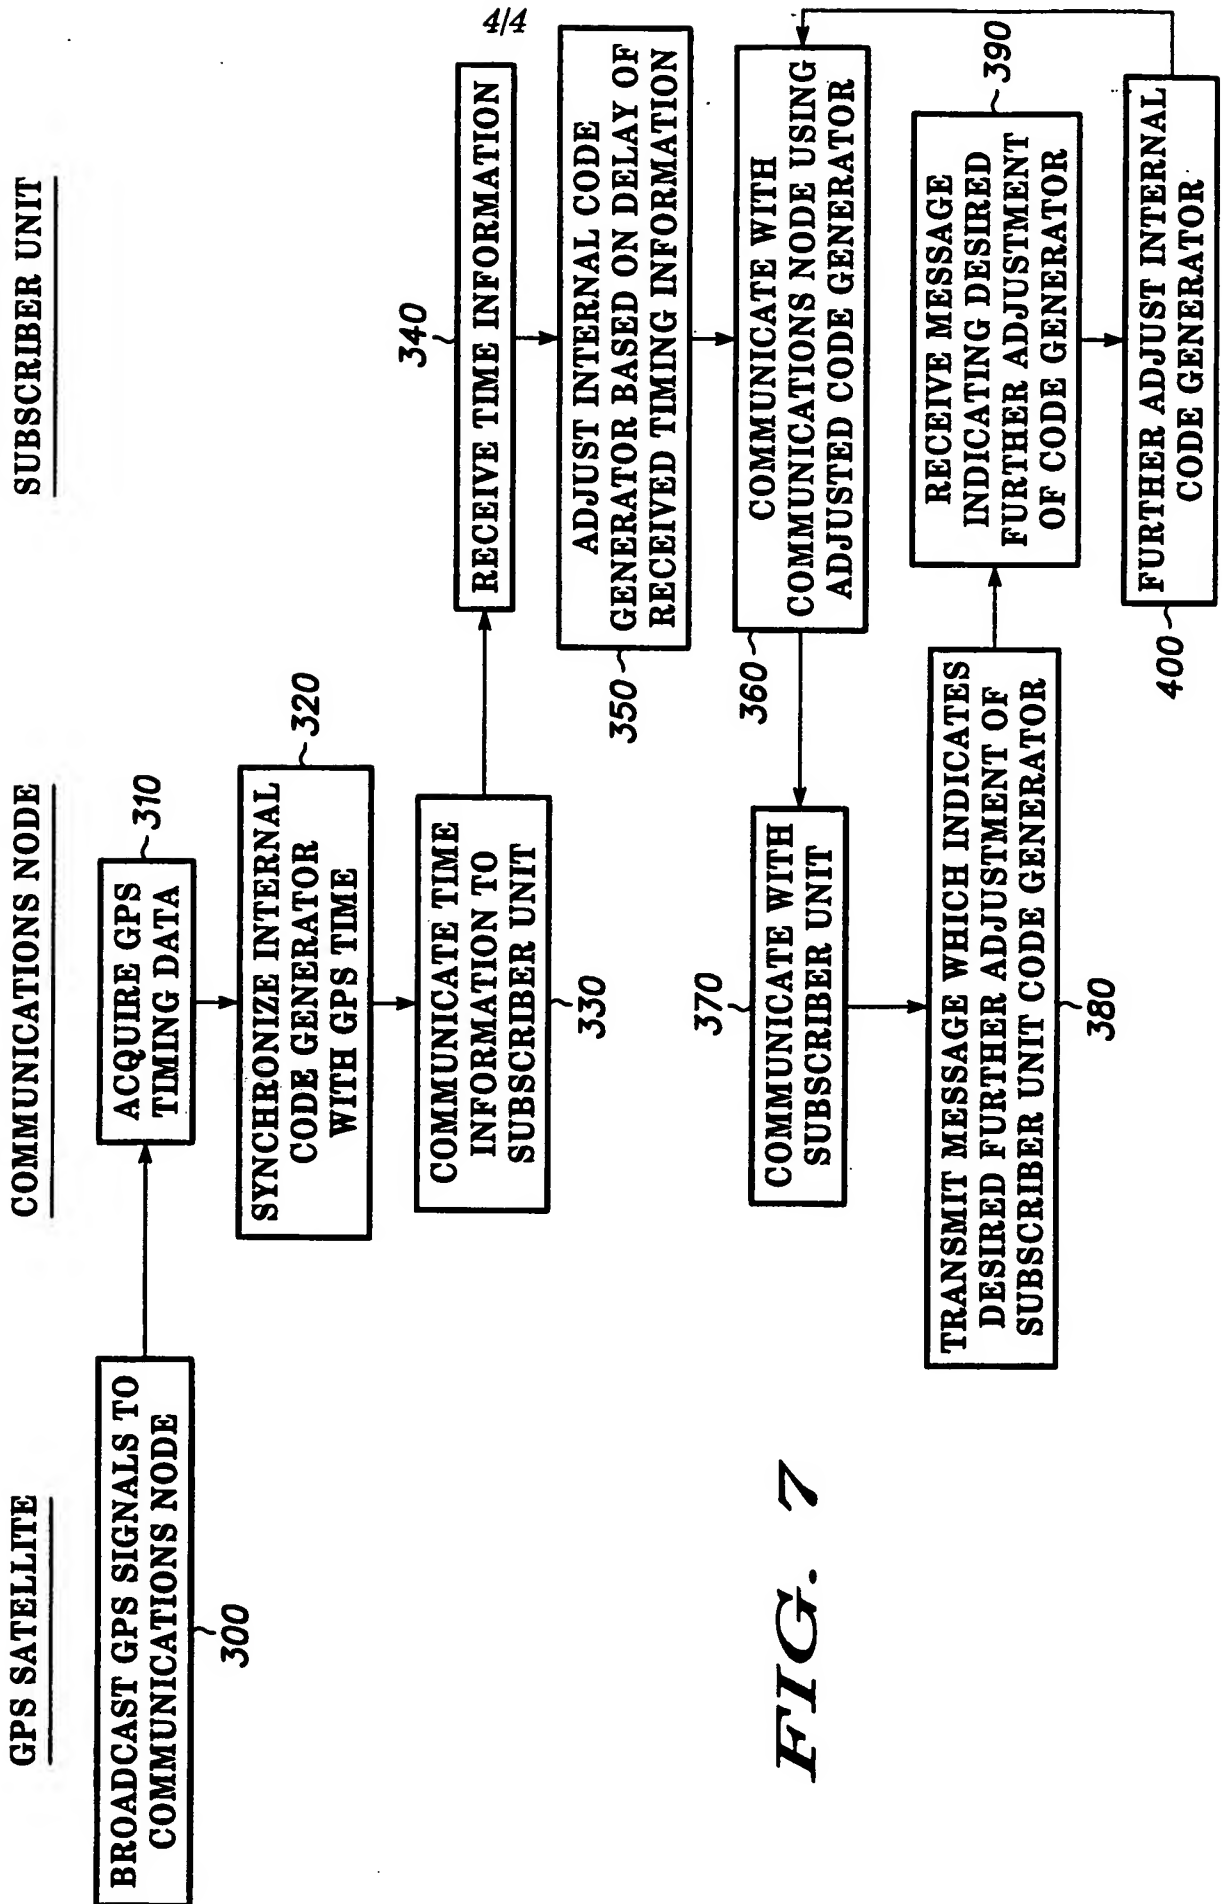 4/4
GPS SATELLITE
COMMUNICATIONS NODE
SUBSCRIBER UNIT
BROADCAST GPS SIGNALS TO
COMMUNICATIONS NODE
300
ACQUIRE GPS
TIMING DATA
310
SYNCHRONIZE INTERNAL
CODE GENERATOR
WITH GPS TIME
320
COMMUNICATE TIME
INFORMATION TO
SUBSCRIBER UNIT
330
340
RECEIVE TIME INFORMATION
ADJUST INTERNAL CODE
GENERATOR BASED ON DELAY OF
RECEIVED TIMING INFORMATION
350
COMMUNICATE WITH
COMMUNICATIONS NODE USING
ADJUSTED CODE GENERATOR
360
370
COMMUNICATE WITH
SUBSCRIBER UNIT
TRANSMIT MESSAGE WHICH INDICATES
DESIRED FURTHER ADJUSTMENT OF
SUBSCRIBER UNIT CODE GENERATOR
380
RECEIVE MESSAGE
INDICATING DESIRED
FURTHER ADJUSTMENT
OF CODE GENERATOR
390
FURTHER ADJUST INTERNAL
CODE GENERATOR
400
FIG. 7